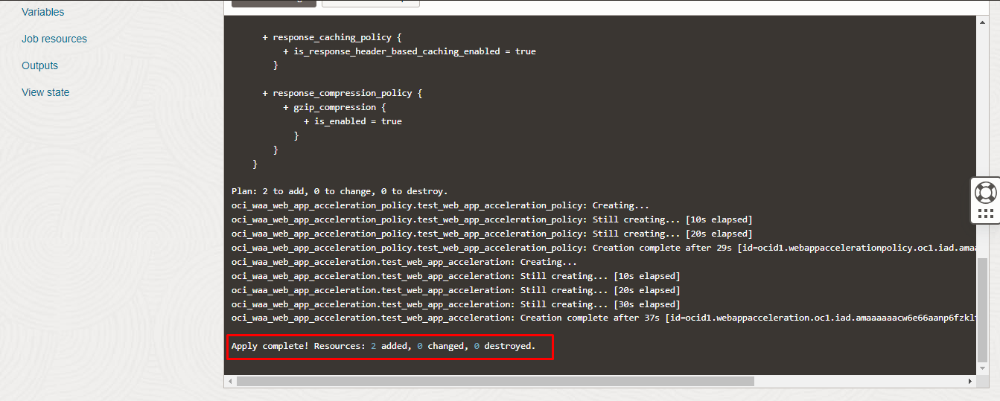 Variables
Job resources
Outputs
View state
+ response_caching_policy {
+ is_response_header_based_caching_enabled = true
}
+ response_compression_policy {
+ gzip_compression {
+ is_enabled = true
}
}
}
Plan: 2 to add, 0 to change, 0 to destroy.
oci_waa_web_app_acceleration_policy.test_web_app_acceleration_policy: Creating...
oci_waa_web_app_acceleration_policy.test_web_app_acceleration_policy: Still creating... [10s elapsed]
oci_waa_web_app_acceleration_policy.test_web_app_acceleration_policy: Still creating... [20s elapsed]
oci_waa_web_app_acceleration_policy.test_web_app_acceleration_policy: Creation complete after 29s [id=ocid1.webappaccelerationpolicy.oc1.iad.amaa
oci_waa_web_app_acceleration.test_web_app_acceleration: Creating...
oci_waa_web_app_acceleration.test_web_app_acceleration: Still creating... [10s elapsed]
oci_waa_web_app_acceleration.test_web_app_acceleration: Still creating... [20s elapsed]
oci_waa_web_app_acceleration.test_web_app_acceleration: Still creating... [30s elapsed]
oci_waa_web_app_acceleration.test_web_app_acceleration: Creation complete after 37s [id=ocid1.webappacceleration.oc1.iad.amaaaaaacw6e66aanp6fzkl
Apply complete! Resources: 2 added, 0 changed, 0 destroyed.